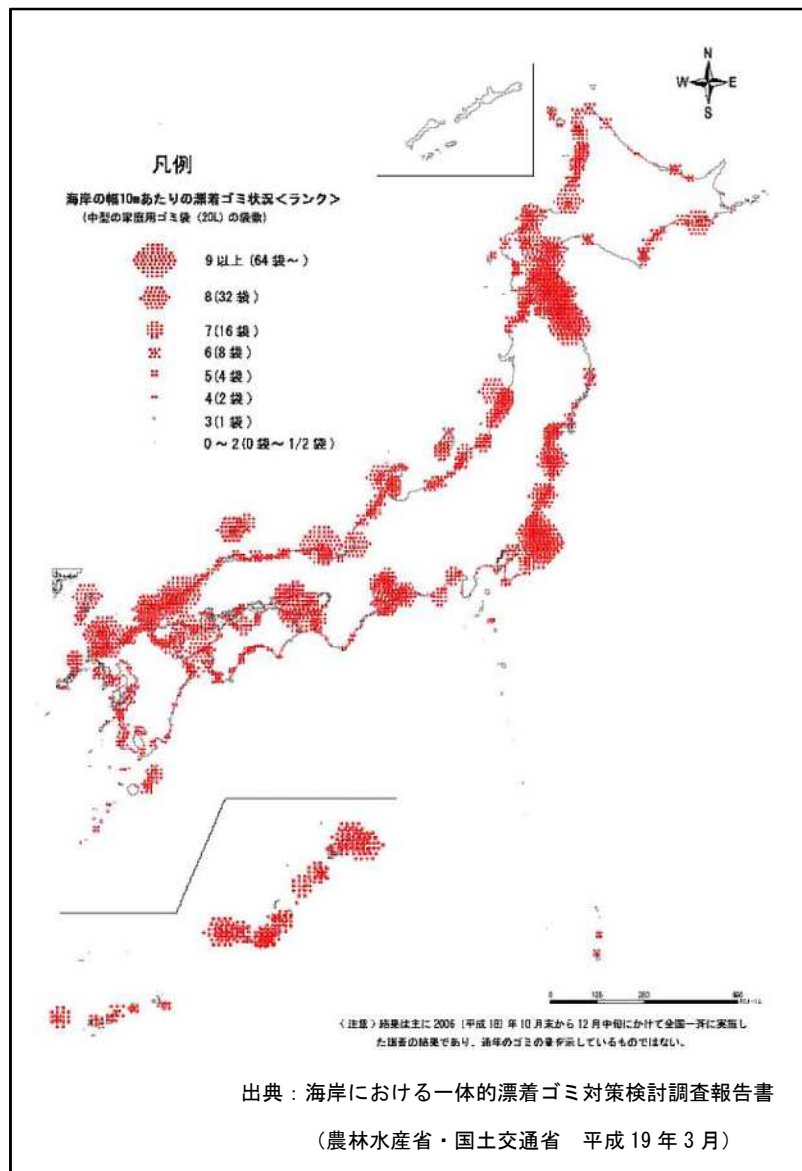 N
W E
S
凡例
海岸の幅10mあたりの漂着ゴミ状況<ランク>
(中型の家庭用ゴミ袋(20L)の袋数)
9以上(64袋~)
8(32袋)
7(16袋)
6(8袋)
5(4袋)
4(2袋)
3(1袋)
0~2(0袋~1/2袋)
〈注意〉結果は主に2006(平成18)年10月末から12月中旬にかけて全国一斉に実施し
た調査の結果であり、通年のゴミの量を示しているものではない。
出典:海岸における一体的漂着ゴミ対策検討調査報告書
(農林水産省・国土交通省 平成19年3月)